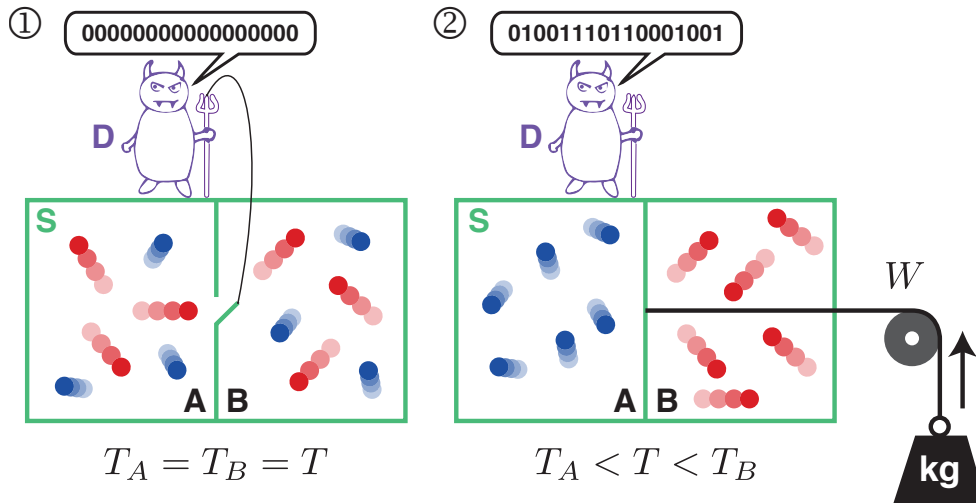 ① 00000000000000000
D
S
A B
T_A = T_B = T
② 01001110110001001
D
S
W
A B
T_A < T < T_B
kg